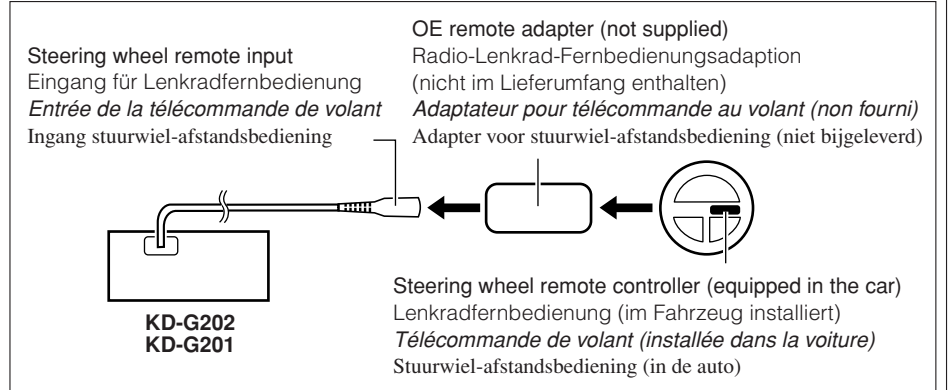 Steering wheel remote input
Eingang für Lenkradfernbedienung
Entrée de la télécommande de volant
Ingang stuurwiel-afstandsbediening
OE remote adapter (not supplied)
Radio-Lenkrad-Fernbedienungsadaption
(nicht im Lieferumfang enthalten)
Adaptateur pour télécommande au volant (non fourni)
Adapter voor stuurwiel-afstandsbediening (niet bijgeleverd)
KD-G202
KD-G201
Steering wheel remote controller (equipped in the car)
Lenkradfernbedienung (im Fahrzeug installiert)
Télécommande de volant (installée dans la voiture)
Stuurwiel-afstandsbediening (in de auto)